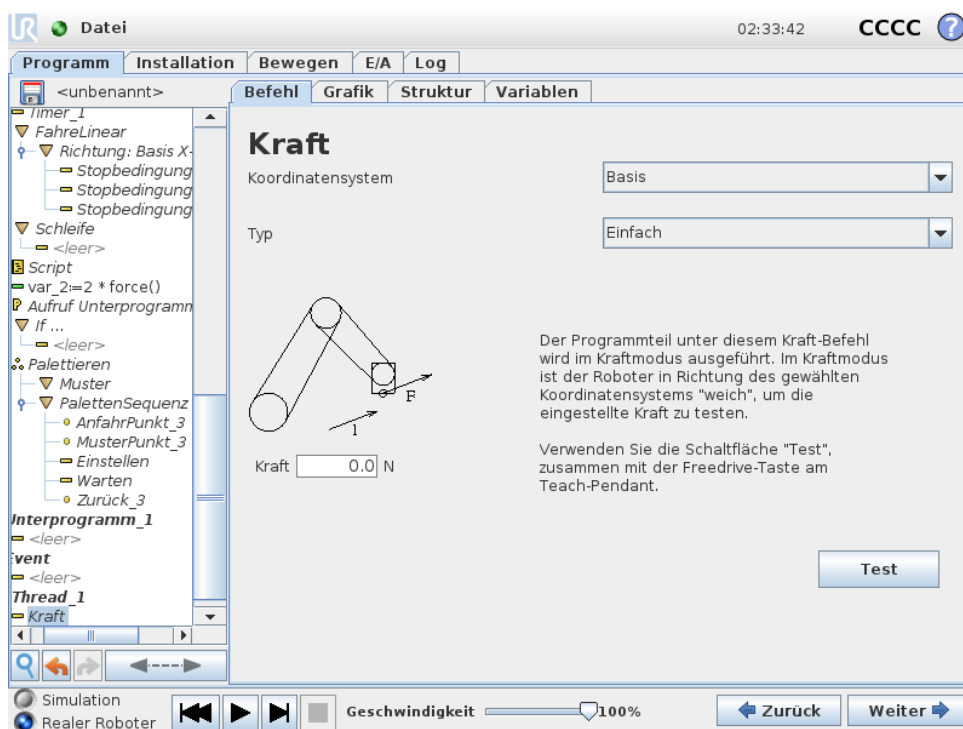 UR Datei 02:33:42 CCCC ?
Programm Installation Bewegen E/A Log
<unbenannt>
Befehl Grafik Struktur Variablen
Timer_1
FahreLinear
Richtung: Basis X-
Stopbedingung
Stopbedingung
Stopbedingung
Schleife
<leer>
Script
var_2:=2 * force()
Aufruf Unterprogramm
If ...
<leer>
Palettieren
Muster
PalettenSequenz
AnfahrPunkt_3
MusterPunkt_3
Einstellen
Warten
Zurück_3
Unterprogramm_1
<leer>
Event
<leer>
Thread_1
Kraft
Kraft
Koordinatensystem Basis
Typ Einfach
F
l
Kraft 0.0 N
Der Programmteil unter diesem Kraft-Befehl
wird im Kraftmodus ausgeführt. Im Kraftmodus
ist der Roboter in Richtung des gewählten
Koordinatensystems "weich", um die
eingestellte Kraft zu testen.
Verwenden Sie die Schaltfläche "Test",
zusammen mit der Freedrive-Taste am
Teach-Pendant.
Test
Simulation
Realer Roboter
Geschwindigkeit 100%
Zurück Weiter